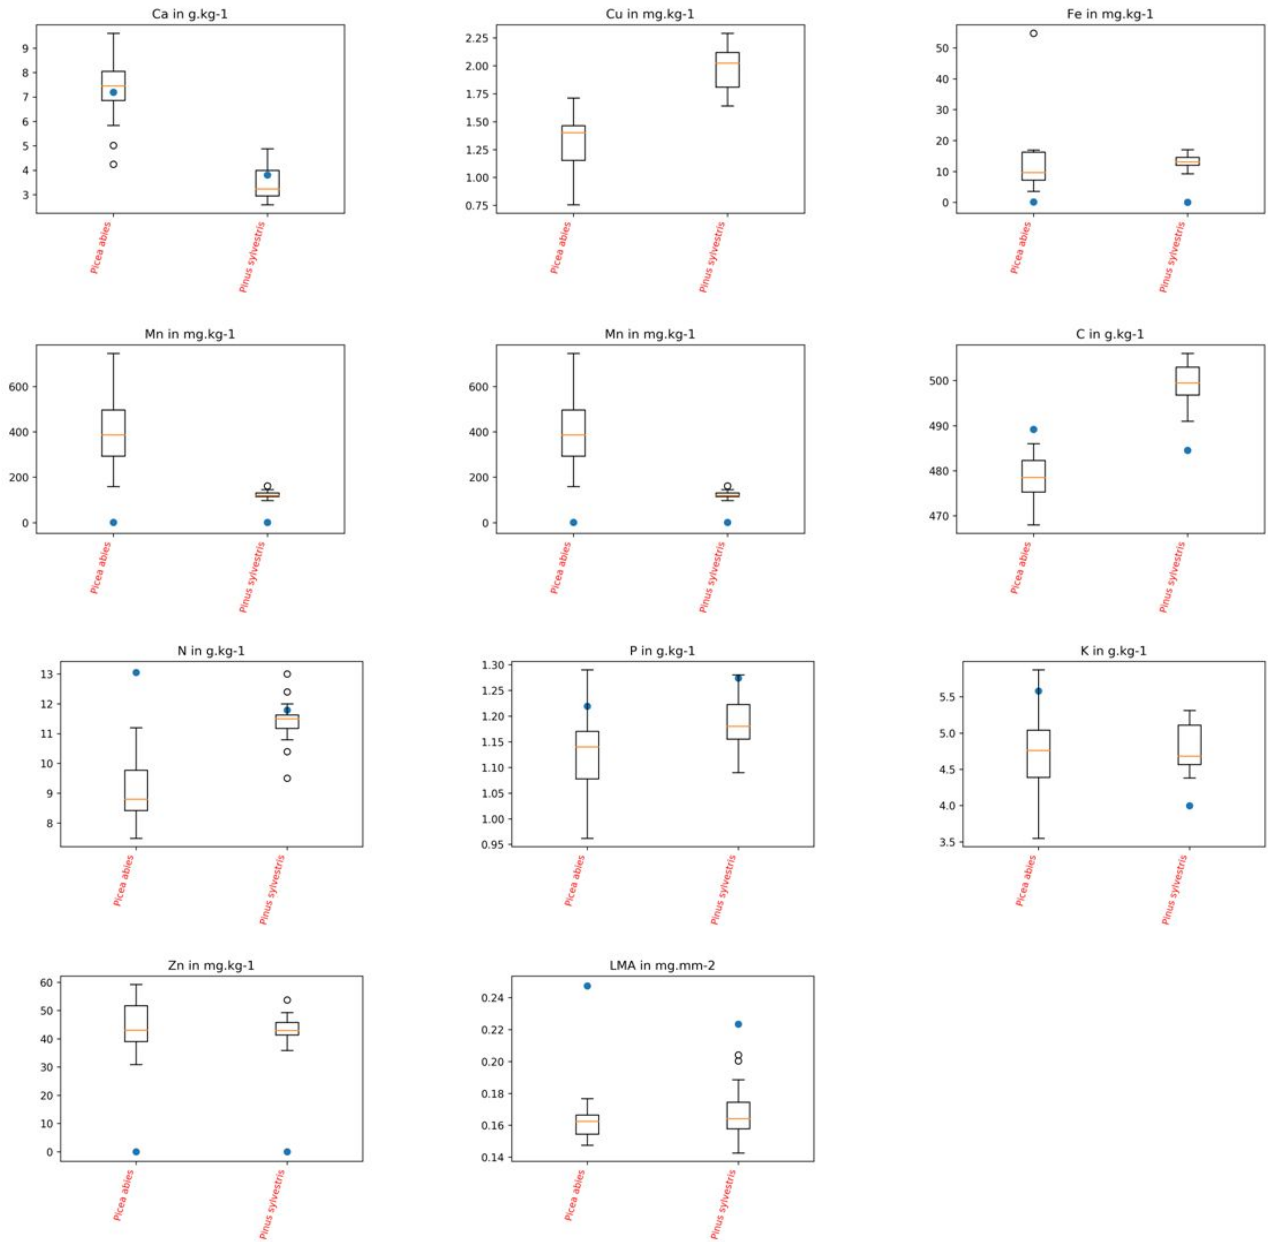 Ca in g.kg-1
9
8
7
6
5
4
3
Picea abies
Pinus sylvestris
Cu in mg.kg-1
2.25
2.00
1.75
1.50
1.25
1.00
0.75
Picea abies
Pinus sylvestris
Fe in mg.kg-1
50
40
30
20
10
0
Picea abies
Pinus sylvestris
Mn in mg.kg-1
600
400
200
0
Picea abies
Pinus sylvestris
Mn in mg.kg-1
600
400
200
0
Picea abies
Pinus sylvestris
C in g.kg-1
500
490
480
470
Picea abies
Pinus sylvestris
N in g.kg-1
13
12
11
10
9
8
Picea abies
Pinus sylvestris
P in g.kg-1
1.30
1.25
1.20
1.15
1.10
1.05
1.00
0.95
Picea abies
Pinus sylvestris
K in g.kg-1
5.5
5.0
4.5
4.0
3.5
Picea abies
Pinus sylvestris
Zn in mg.kg-1
60
50
40
30
20
10
0
Picea abies
Pinus sylvestris
LMA in mg.mm-2
0.24
0.22
0.20
0.18
0.16
0.14
Picea abies
Pinus sylvestris